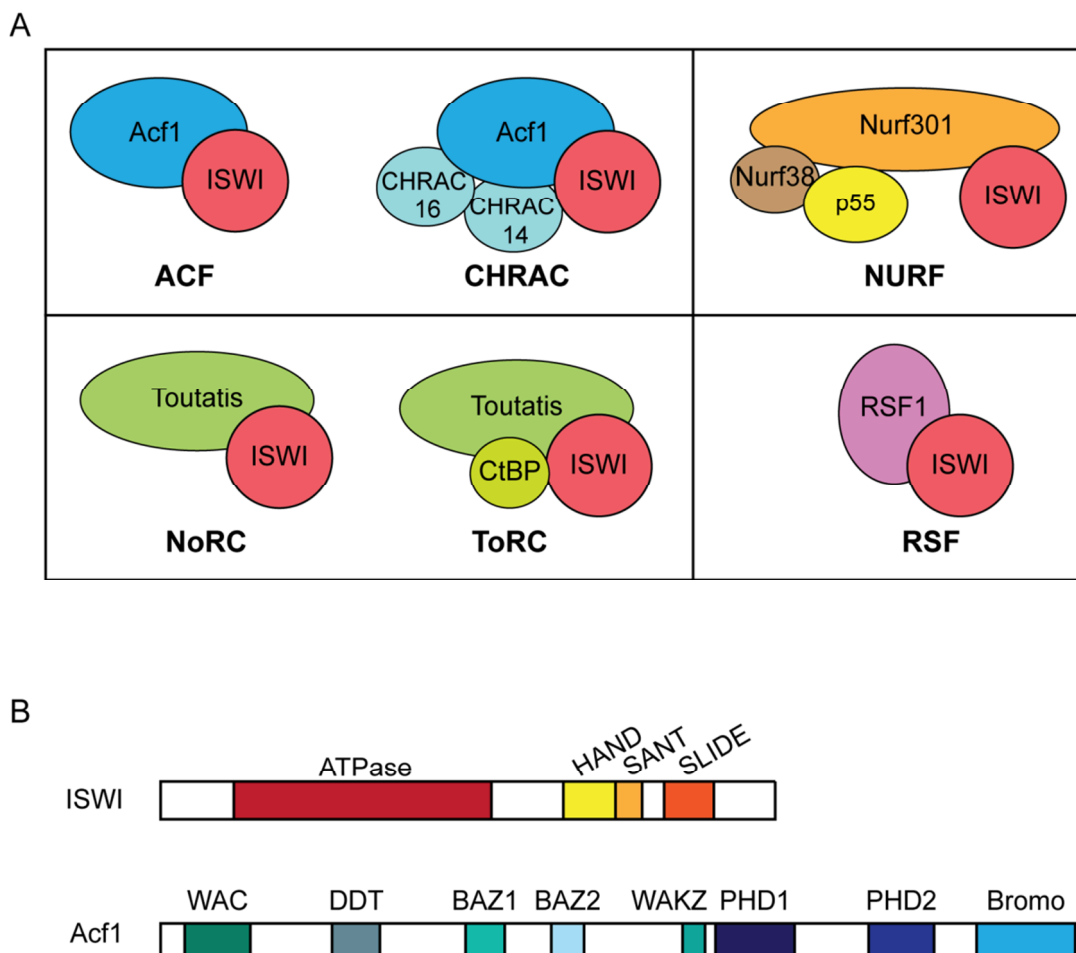 A
Acf1
ISWI
ACF
Acf1
CHRAC
16
CHRAC
14
ISWI
CHRAC
Nurf301
Nurf38
p55
ISWI
NURF
Toutatis
ISWI
NoRC
Toutatis
CtBP
ISWI
ToRC
RSF1
ISWI
RSF
B
ATPase HAND SANT SLIDE
ISWI
WAC DDT BAZ1 BAZ2 WAKZ PHD1 PHD2 Bromo
Acf1